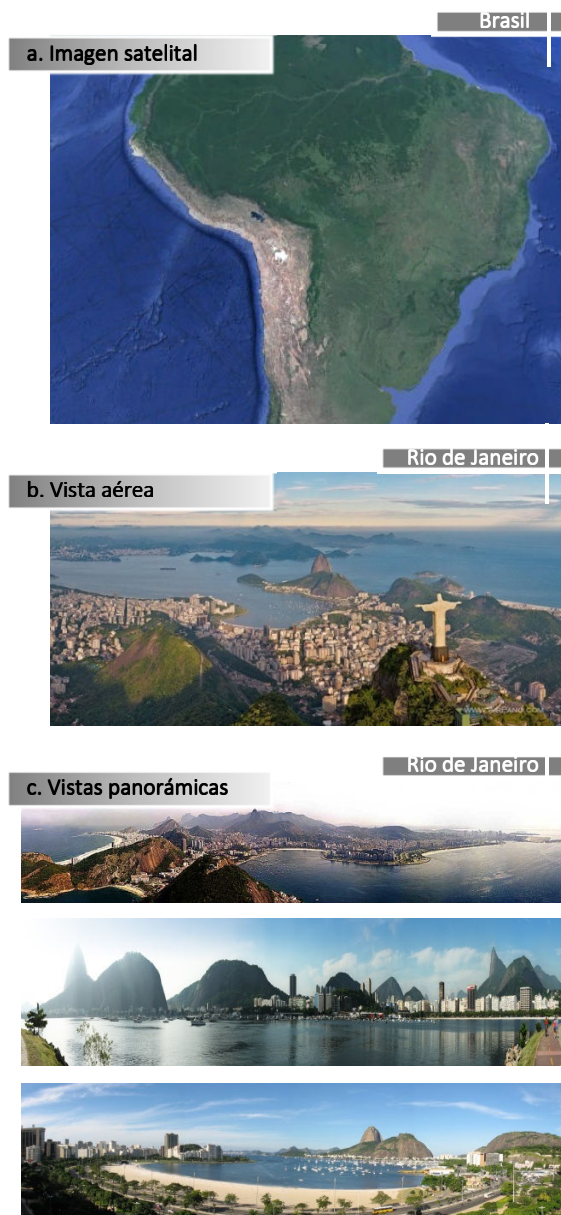 Brasil
a. Imagen satelital
Rio de Janeiro
b. Vista aérea
Rio de Janeiro
c. Vistas panorámicas